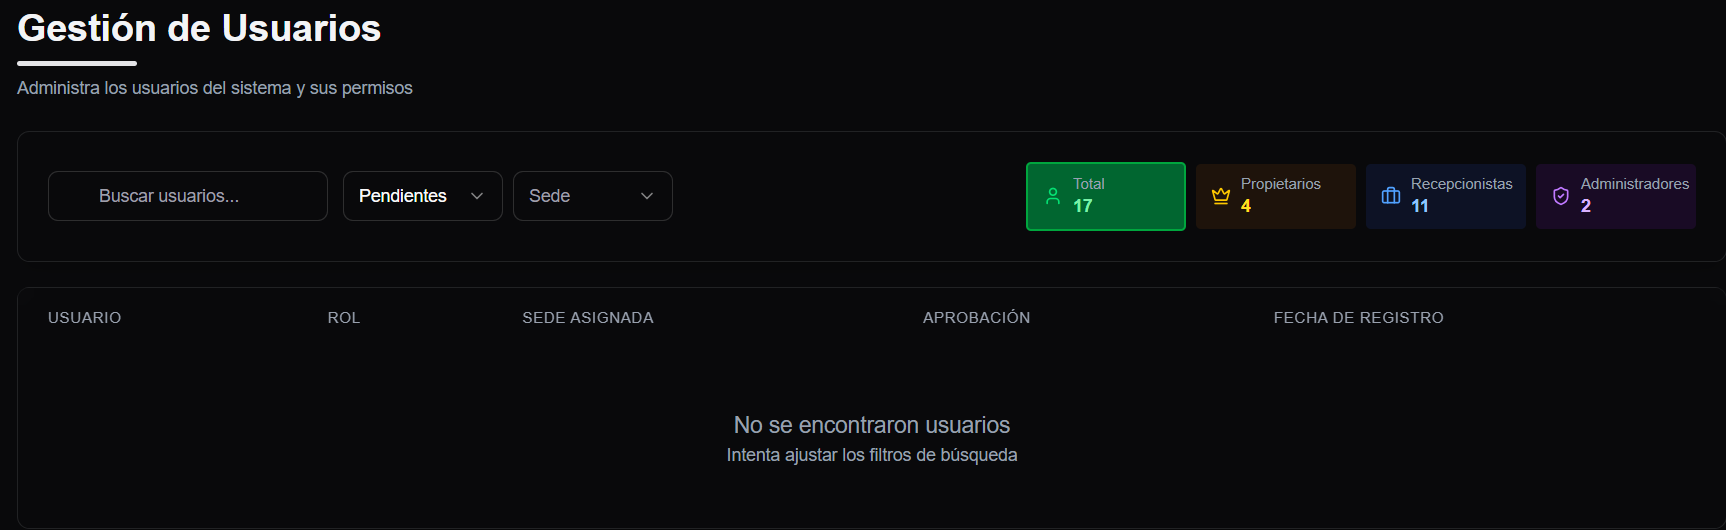 Gestión de Usuarios
Administra los usuarios del sistema y sus permisos
Buscar usuarios...
Pendientes
Sede
Total
17
Propietarios
4
Recepcionistas
11
Administradores
2
USUARIO
ROL
SEDE ASIGNADA
APROBACIÓN
FECHA DE REGISTRO
No se encontraron usuarios
Intenta ajustar los filtros de búsqueda